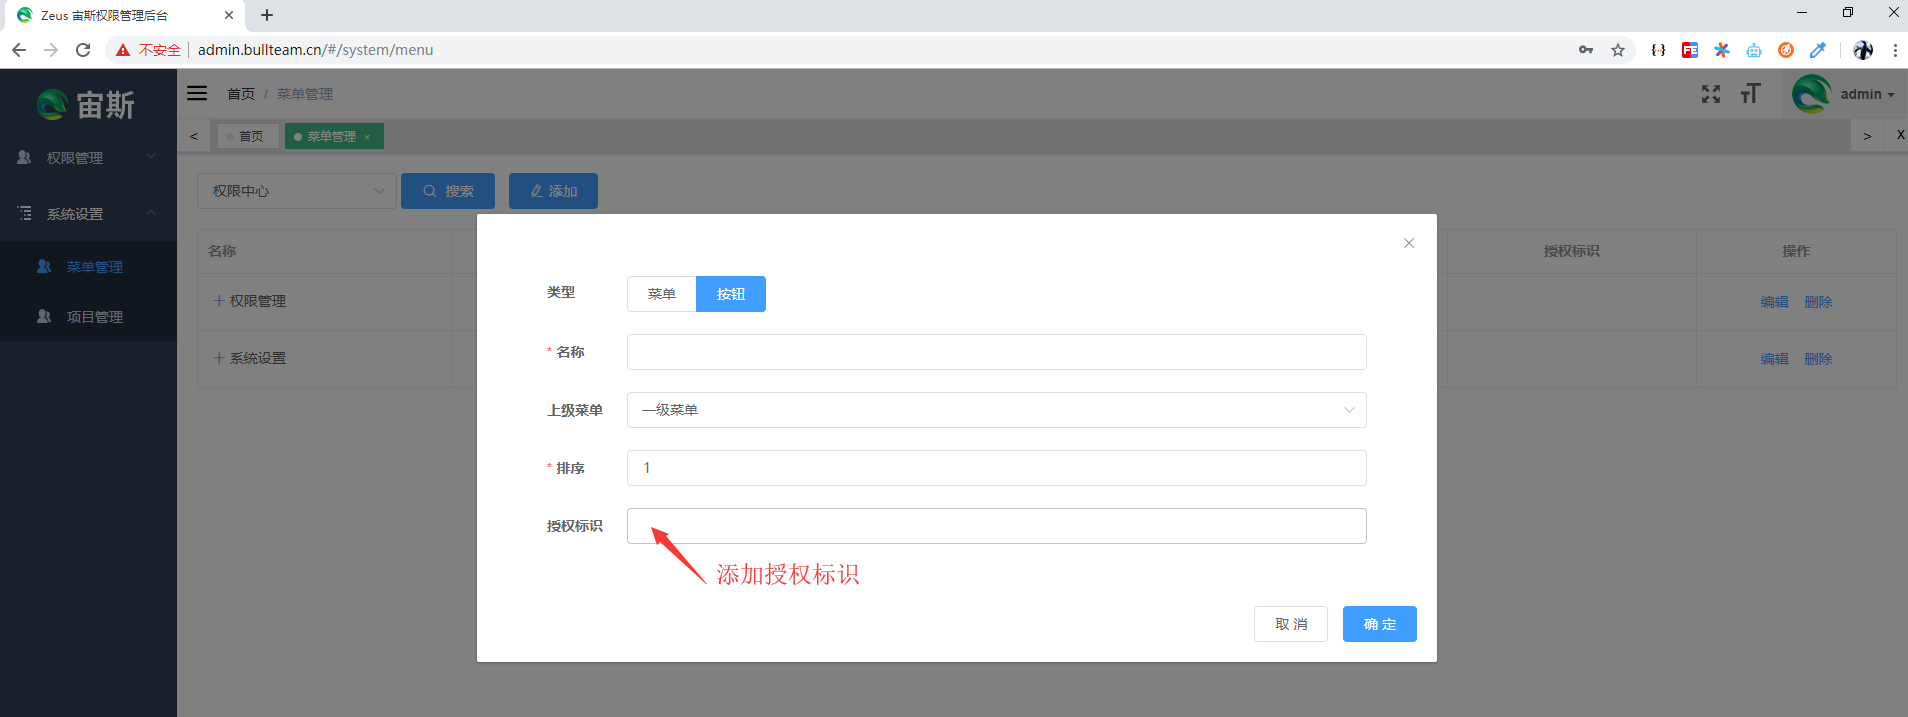 Zeus 宙斯权限管理后台
不安全 admin.bullteam.cn/#/system/menu
宙斯
首页 / 菜单管理
admin
首页
菜单管理
权限管理
系统设置
菜单管理
项目管理
权限中心
搜索
添加
名称
授权标识
操作
权限管理
编辑 删除
系统设置
编辑 删除
类型 菜单 按钮
* 名称
上级菜单 一级菜单
* 排序 1
授权标识
添加授权标识
取 消 确 定